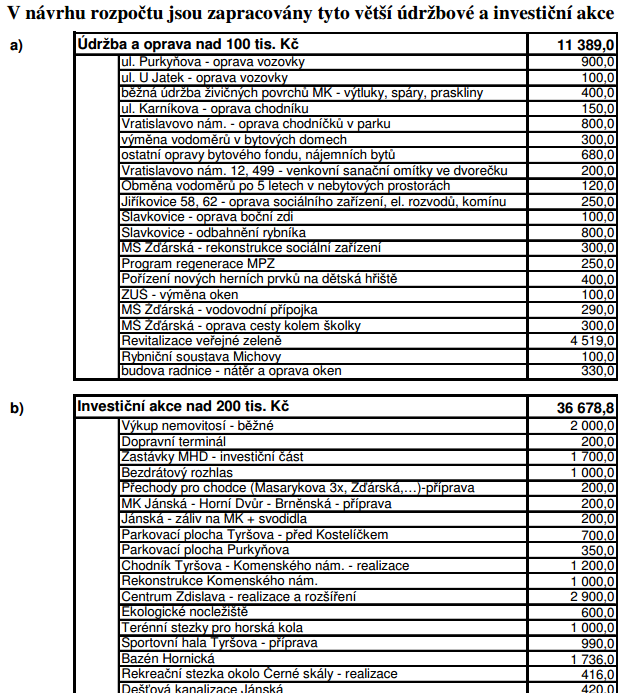 V návrhu rozpočtu jsou zapracovány tyto větší údržbové a investiční akce
a) Údržba a oprava nad 100 tis. Kč 11 389,0
ul. Purkyňova - oprava vozovky 900,0
ul. U Jatek - oprava vozovky 100,0
běžná údržba živičných povrchů MK - výtluky, spáry, praskliny 400,0
ul. Karníkova - oprava chodníku 150,0
Vratislavovo nám. - oprava chodníčků v parku 800,0
výměna vodoměrů v bytových domech 300,0
ostatní opravy bytového fondu, nájemních bytů 680,0
Vratislavovo nám. 12, 499 - venkovní sanační omítky ve dvorečku 200,0
Obměna vodoměrů po 5 letech v nebytových prostorách 120,0
Jiříkovice 58, 62 - oprava sociálního zařízení, el. rozvodů, komínu 250,0
Slavkovice - oprava boční zdi 100,0
Slavkovice - odbahnění rybníka 800,0
MŠ Žďárská - rekonstrukce sociální zařízení 300,0
Program regenerace MPZ 250,0
Pořízení nových herních prvků na dětská hřiště 400,0
ZUŠ - výměna oken 100,0
MŠ Žďárská - vodovodní přípojka 290,0
MŠ Žďárská - oprava cesty kolem školky 300,0
Revitalizace veřejné zeleně 4 519,0
Rybniční soustava Michovy 100,0
budova radnice - nátěr a oprava oken 330,0
b) Investiční akce nad 200 tis. Kč 36 678,8
Výkup nemovitosí - běžné 2 000,0
Dopravní terminál 200,0
Zastávky MHD - investiční část 1 700,0
Bezdrátový rozhlas 1 000,0
Přechody pro chodce (Masarykova 3x, Žďárská,...)-příprava 200,0
MK Jánská - Horní Dvůr - Brněnská - příprava 200,0
Jánská - záliv na MK + svodidla 200,0
Parkovací plocha Tyršova - před Kostelíčkem 700,0
Parkovací plocha Purkyňova 350,0
Chodník Tyršova - Komenského nám. - realizace 1 200,0
Rekonstrukce Komenského nám. 1 000,0
Centrum Zdislava - realizace a rozšíření 2 900,0
Ekologické nocležiště 600,0
Terénní stezky pro horská kola 1 000,0
Sportovní hala Tyršova - příprava 990,0
Bazén Hornická 1 736,0
Rekreační stezka okolo Černé skály - realizace 416,0
Dešťová kanalizace Jánská 420,0